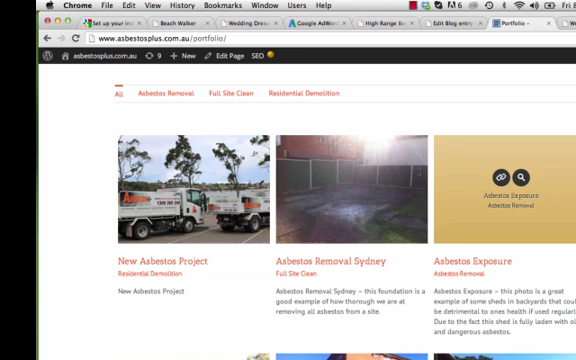 Chrome File Edit View History Bookmarks Window Users Help
Set up your Beach Walker Wedding Dres Google AdWor High Range Edit Blog entry Portfolio –
www.asbestosplus.com.au/portfolio/
asbestosplus.com.au 9 + New Edit Page SEO
All Asbestos Removal Full Site Clean Residential Demolition
Asbestos Exposure
Asbestos Removal
New Asbestos Project Asbestos Removal Sydney Asbestos Exposure
Residential Demolition Full Site Clean Asbestos Removal
New Asbestos Project Asbestos Removal Sydney – this foundation is a Asbestos Exposure – this photo is a great
good example of how thorough we are at example of some sheds in backyards that coul
removing all asbestos from a site. be detrimental to ones health if used regularl
Due to the fact this shed is fully laden with ol
and dangerous asbestos.